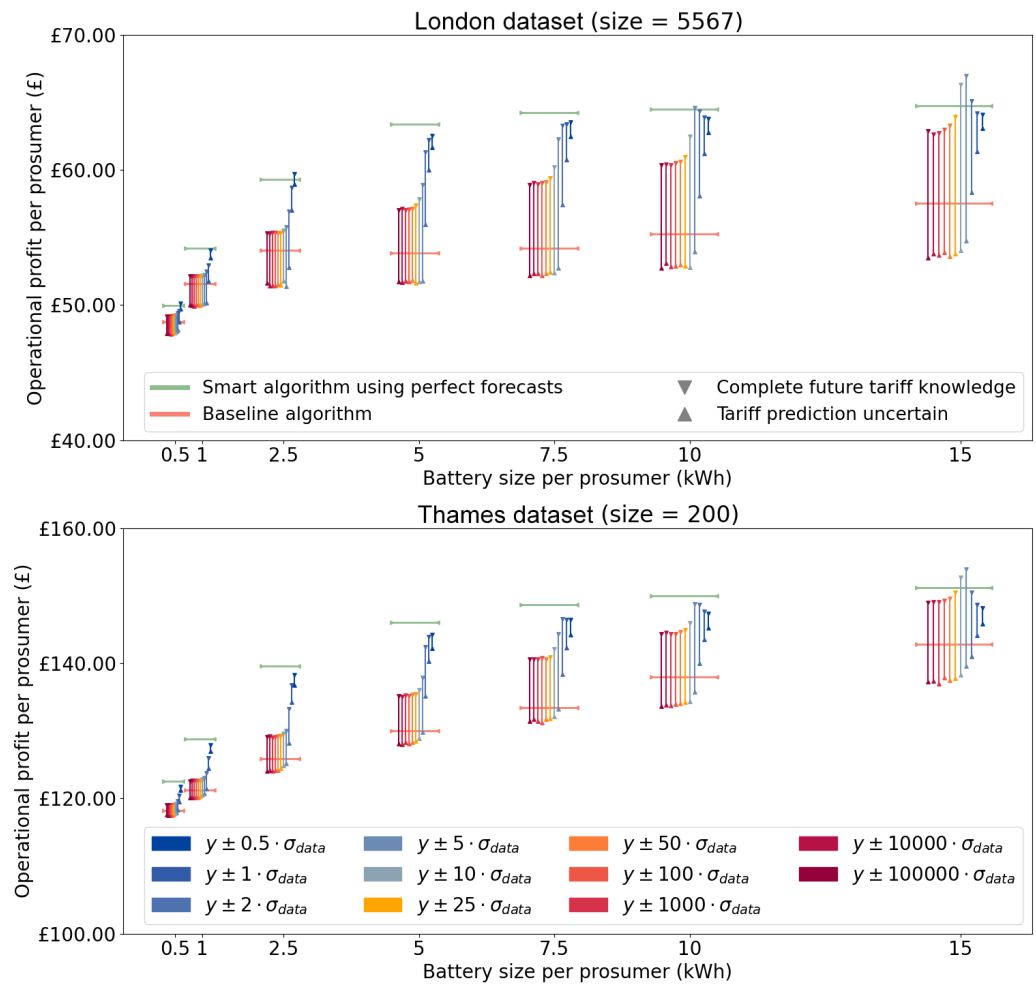 London dataset (size = 5567)
Operational profit per prosumer (£)
£70.00
£60.00
£50.00
£40.00
Smart algorithm using perfect forecasts
Baseline algorithm
Complete future tariff knowledge
Tariff prediction uncertain
0.5 1 2.5 5 7.5 10 15
Battery size per prosumer (kWh)
Thames dataset (size = 200)
Operational profit per prosumer (£)
£160.00
£140.00
£120.00
£100.00
y ± 0.5 · σdata
y ± 1 · σdata
y ± 2 · σdata
y ± 5 · σdata
y ± 10 · σdata
y ± 25 · σdata
y ± 50 · σdata
y ± 100 · σdata
y ± 1000 · σdata
y ± 10000 · σdata
y ± 100000 · σdata
0.5 1 2.5 5 7.5 10 15
Battery size per prosumer (kWh)